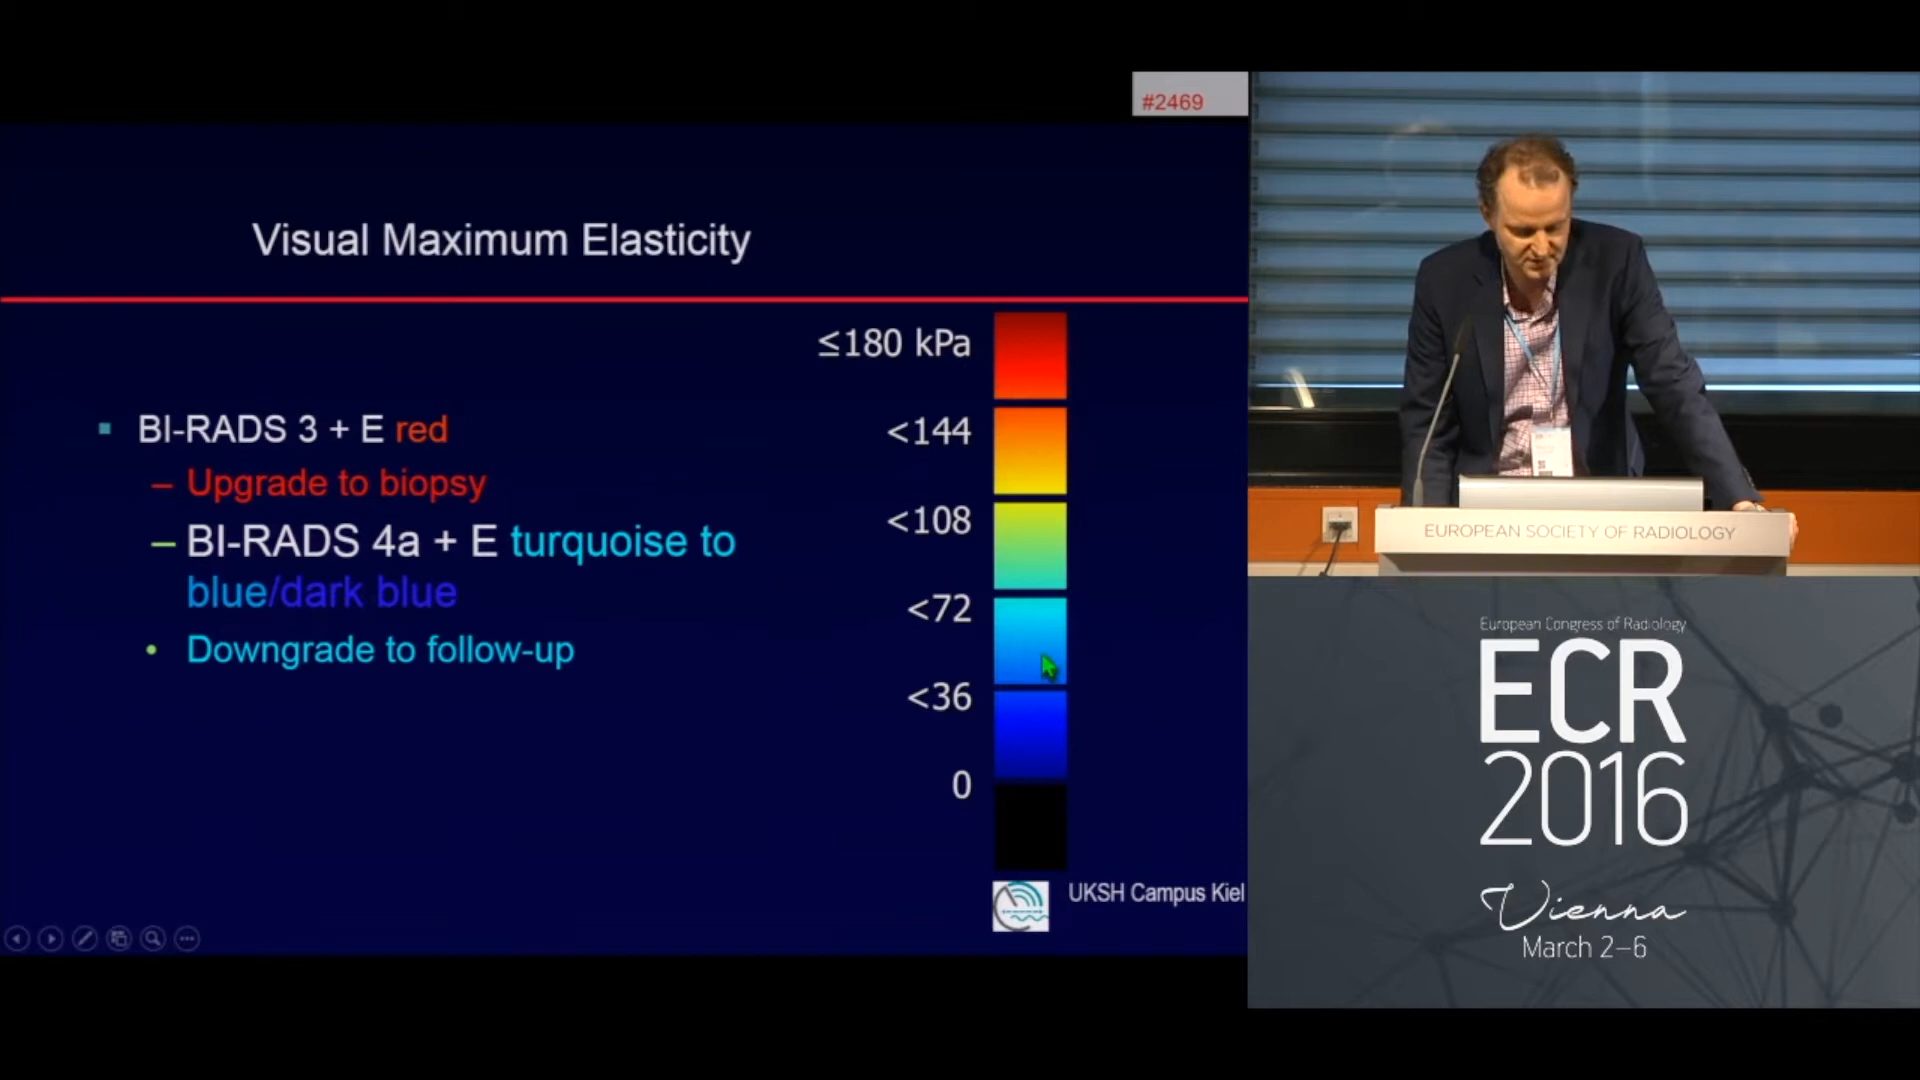 #2469
Visual Maximum Elasticity
BI-RADS 3 + E red
– Upgrade to biopsy
– BI-RADS 4a + E turquoise to
blue/dark blue
• Downgrade to follow-up
≤180 kPa
<144
<108
<72
<36
0
UKSH Campus Kiel
EUROPEAN SOCIETY OF RADIOLOGY
European Congress of Radiology
ECR
2016
Vienna
March 2–6